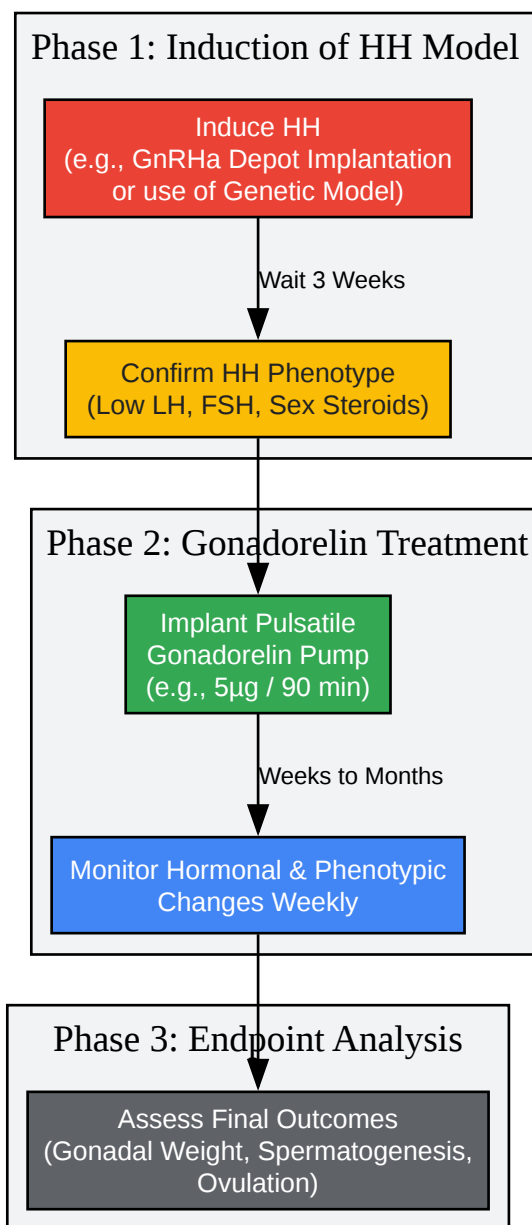 Phase 1: Induction of HH Model
Induce HH
(e.g., GnRHa Depot Implantation
or use of Genetic Model)
Wait 3 Weeks
Confirm HH Phenotype
(Low LH, FSH, Sex Steroids)
Phase 2: Gonadorelin Treatment
Implant Pulsatile
Gonadorelin Pump
(e.g., 5µg / 90 min)
Weeks to Months
Monitor Hormonal & Phenotypic
Changes Weekly
Phase 3: Endpoint Analysis
Assess Final Outcomes
(Gonadal Weight, Spermatogenesis,
Ovulation)